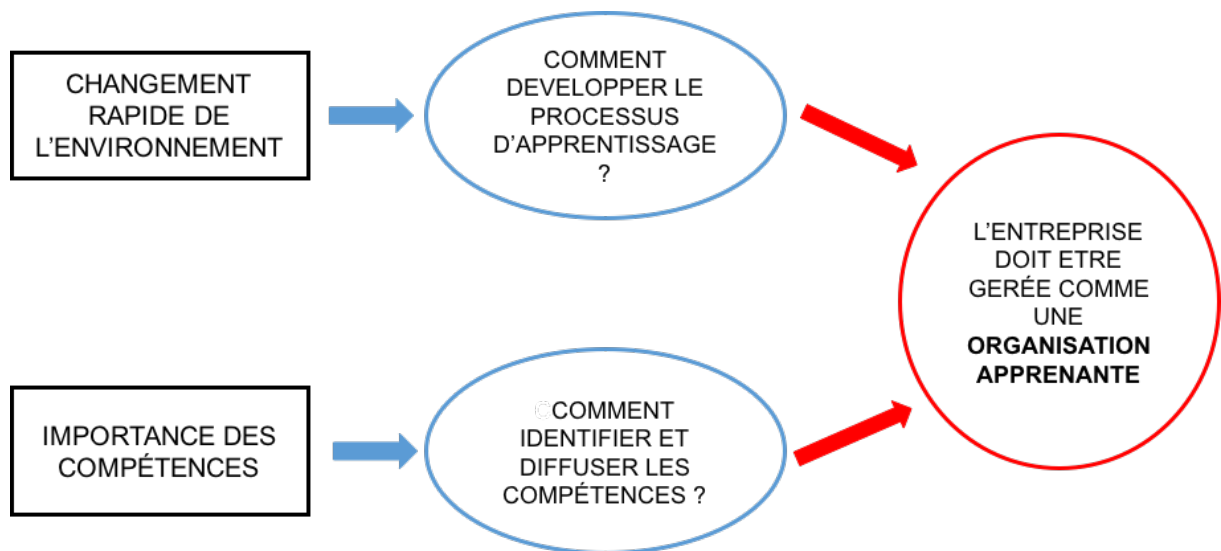 CHANGEMENT
RAPIDE DE
L'ENVIRONNEMENT
COMMENT
DEVELOPPER LE
PROCESSUS
D'APPRENTISSAGE
?
L'ENTREPRISE
DOIT ETRE
GERÉE COMME
UNE
ORGANISATION
APPRENANTE
IMPORTANCE DES
COMPÉTENCES
COMMENT
IDENTIFIER ET
DIFFUSER LES
COMPÉTENCES ?